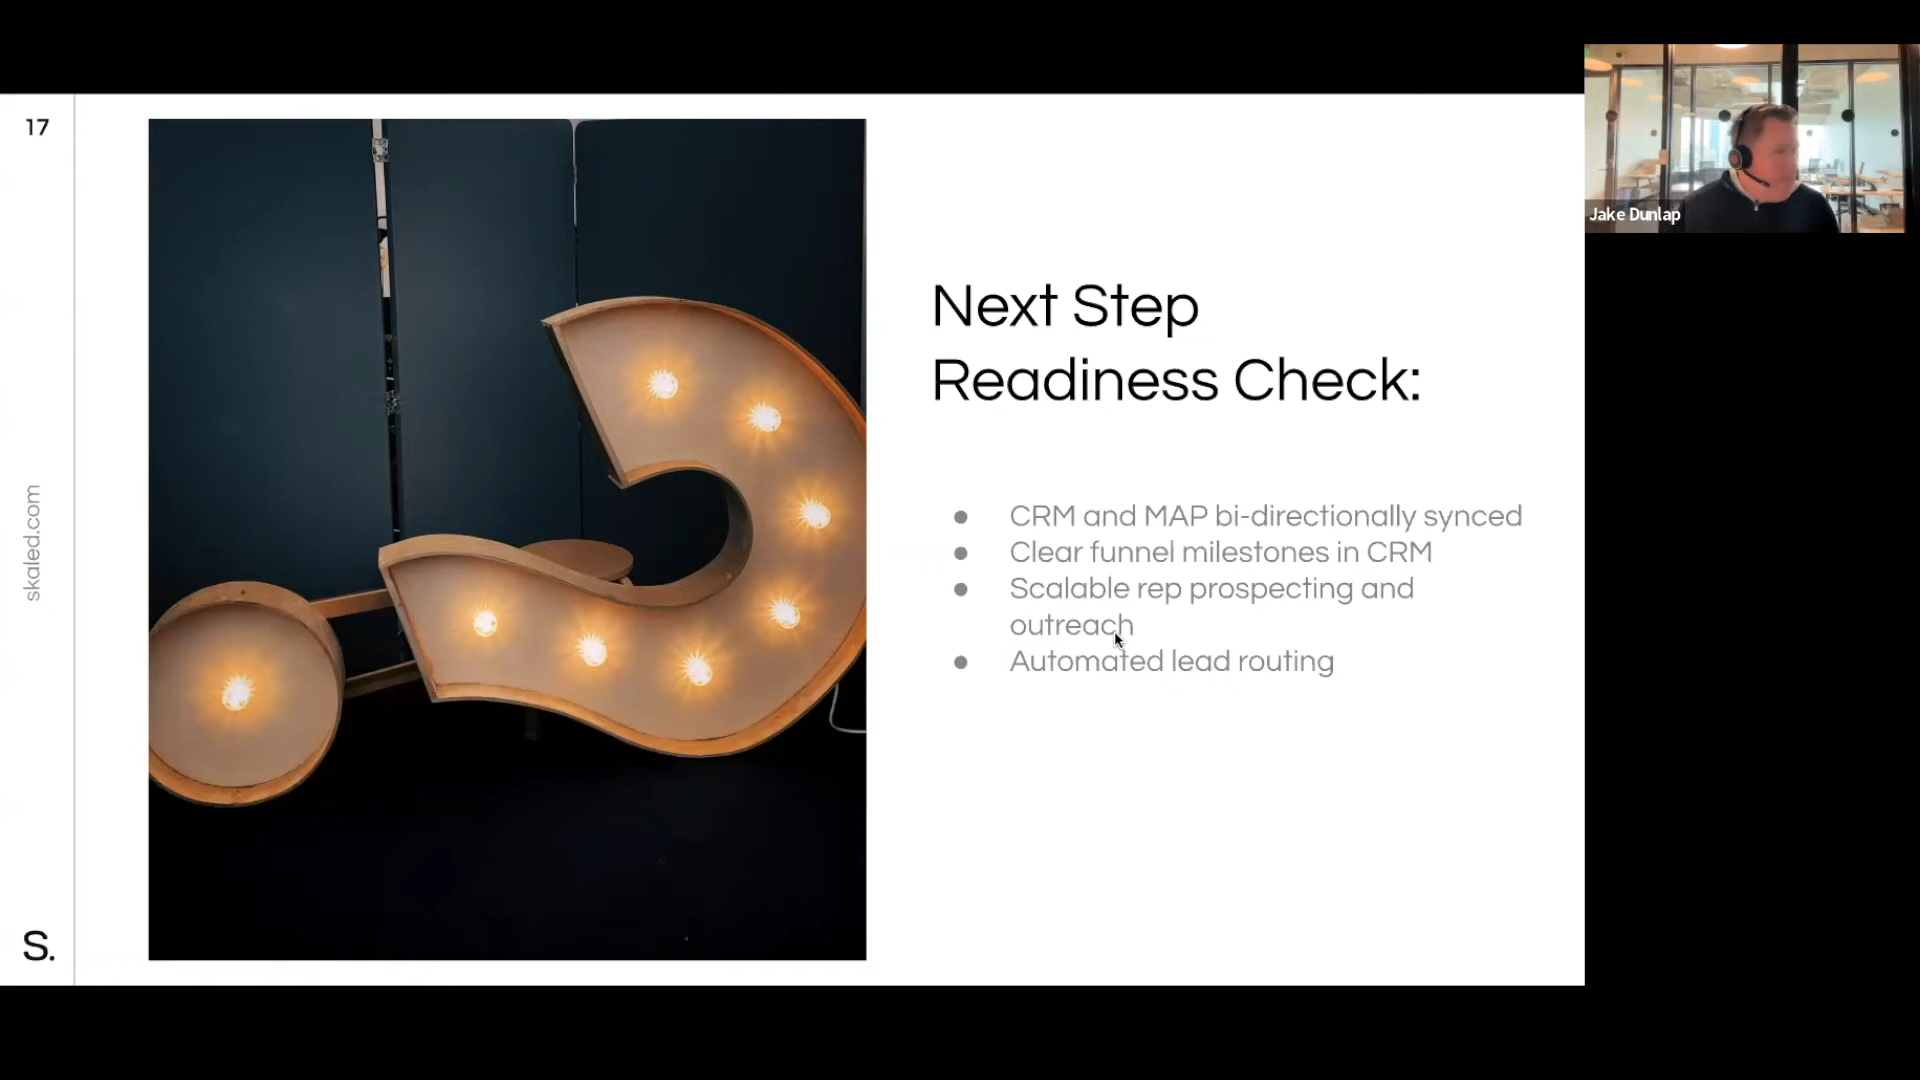 17
Jake Dunlap
Next Step
Readiness Check:
● CRM and MAP bi-directionally synced
● Clear funnel milestones in CRM
● Scalable rep prospecting and
outreach
● Automated lead routing
skaled.com
S.